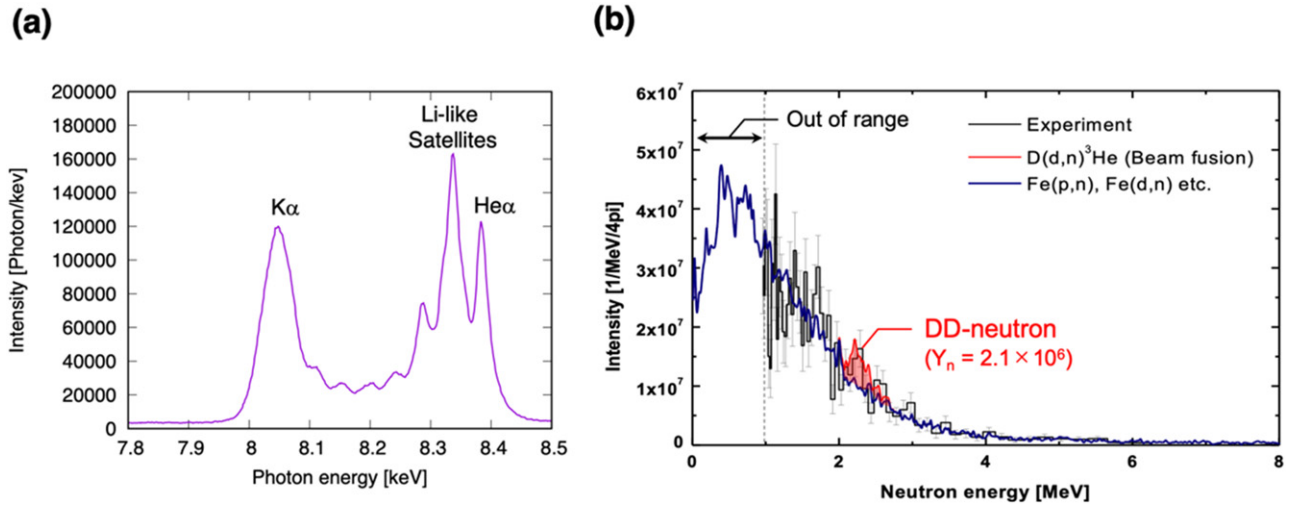 (a)
200000
180000
160000
140000
120000
100000
80000
60000
40000
20000
0
Intensity [Photon/kev]
Kα
Li-like
Satellites
Heα
7.8
7.9
8
8.1
8.2
8.3
8.4
8.5
Photon energy [keV]
(b)
6x10⁷
5x10⁷
4x10⁷
3x10⁷
2x10⁷
1x10⁷
0
Intensity [1/MeV/4pi]
Out of range
Experiment
D(d,n)³He (Beam fusion)
Fe(p,n), Fe(d,n) etc.
DD-neutron
(Yₙ = 2.1×10⁶)
0
2
4
6
8
Neutron energy [MeV]